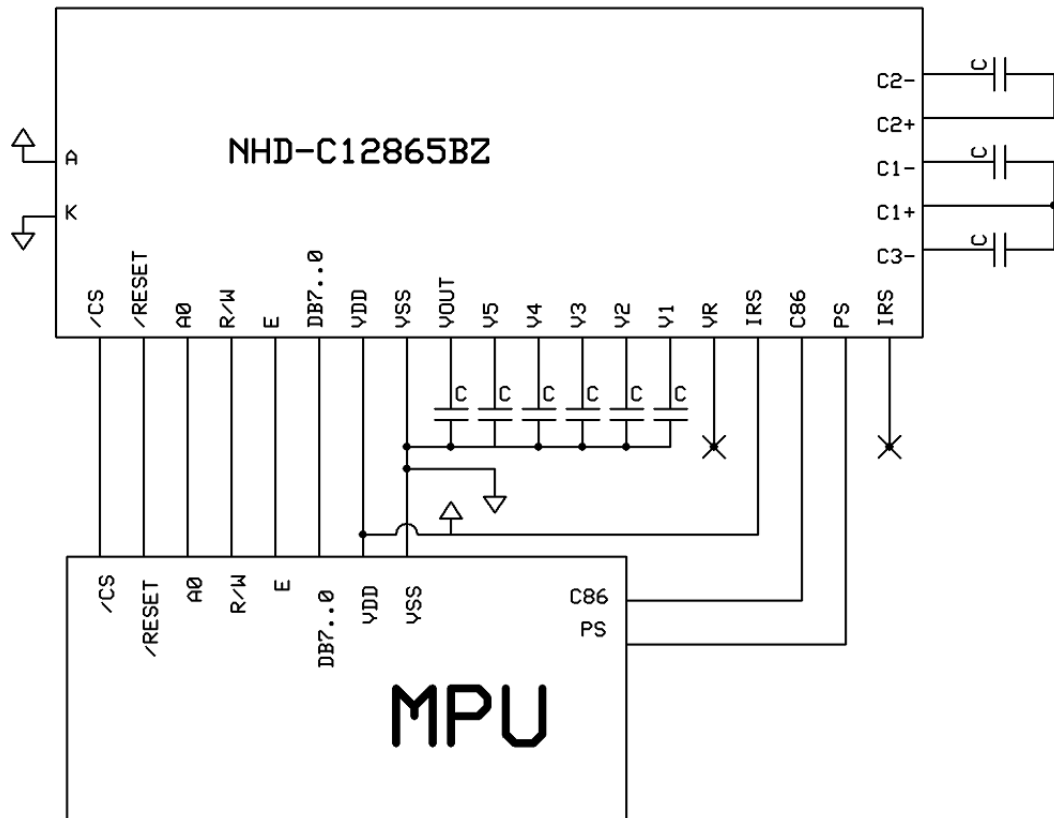 NHD-C12865BZ
A
K
C2-
C2+
C1-
C1+
C3-
C
C
C
/CS
/RESET
A0
R/W
E
DB7..0
VDD
VSS
VOUT
V5
V4
V3
V2
V1
VR
IRS
C86
PS
IRS
C
C
C
C
C
C
/CS
/RESET
A0
R/W
E
DB7..0
VDD
VSS
C86
PS
MPU